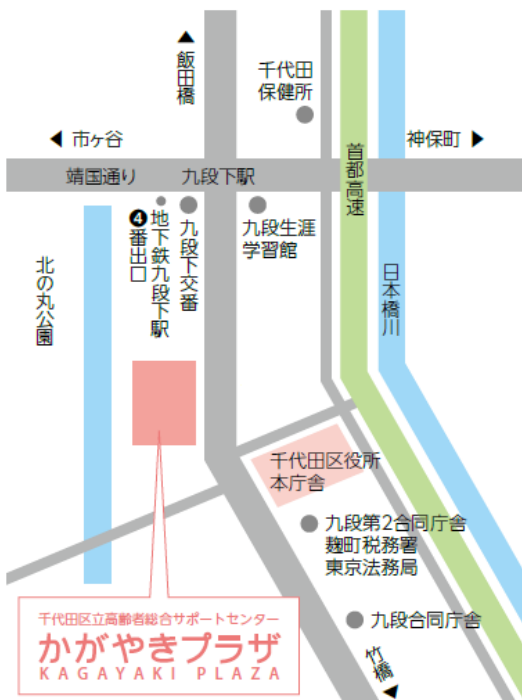 ▲飯田橋
千代田
保健所
◀ 市ヶ谷
神保町 ▶
靖国通り
九段下駅
首都高速
❹番出口
地下鉄九段下駅
九段下交番
九段生涯
学習館
北の丸公園
日本橋川
千代田区役所
本庁舎
九段第2合同庁舎
麹町税務署
東京法務局
九段合同庁舎
竹橋▼
千代田区立高齢者総合サポートセンター
かがやきプラザ
KAGAYAKI PLAZA